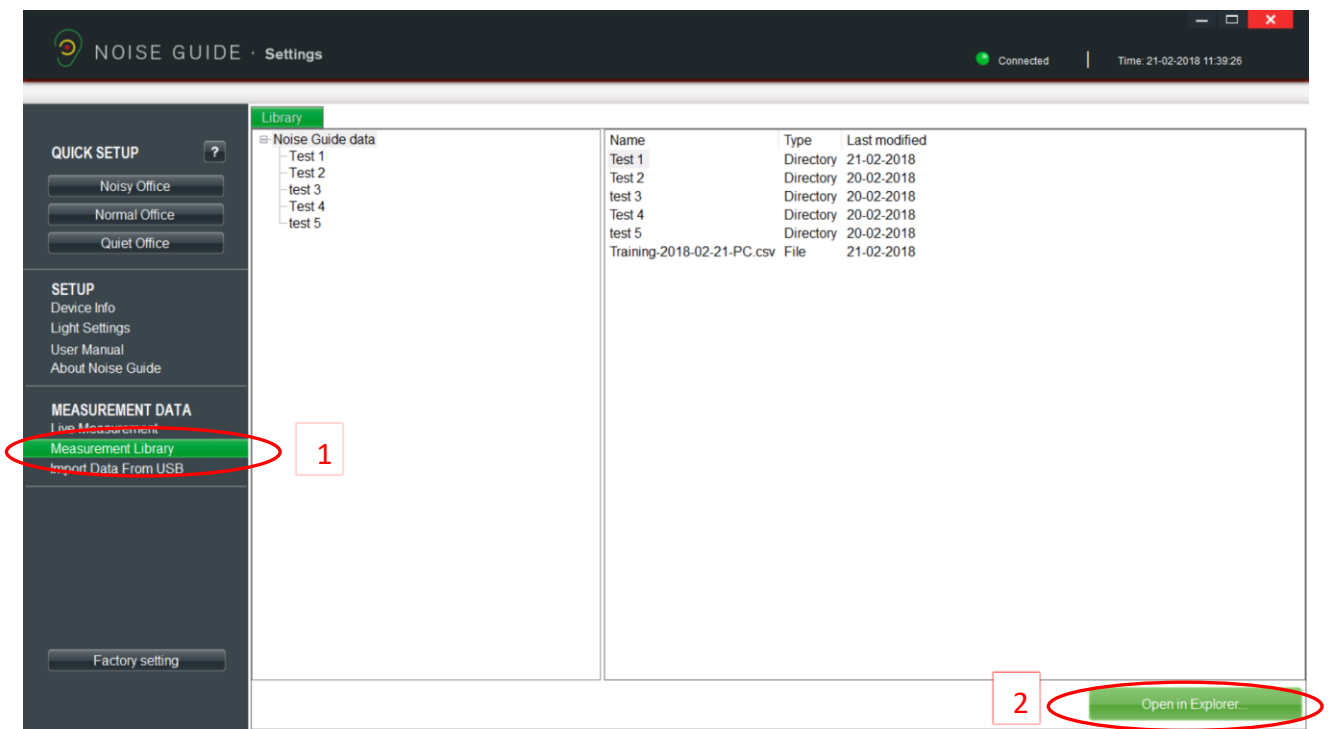 NOISE GUIDE · Settings
Connected | Time: 21-02-2018 11:39:26
QUICK SETUP ?
Noisy Office
Normal Office
Quiet Office
SETUP
Device Info
Light Settings
User Manual
About Noise Guide
MEASUREMENT DATA
Live Measurement
Measurement Library
Import Data From USB
Factory setting
1
Library
Noise Guide data
Test 1
Test 2
test 3
Test 4
test 5
Name Type Last modified
Test 1 Directory 21-02-2018
Test 2 Directory 20-02-2018
test 3 Directory 20-02-2018
Test 4 Directory 20-02-2018
test 5 Directory 20-02-2018
Training-2018-02-21-PC.csv File 21-02-2018
2
Open in Explorer...